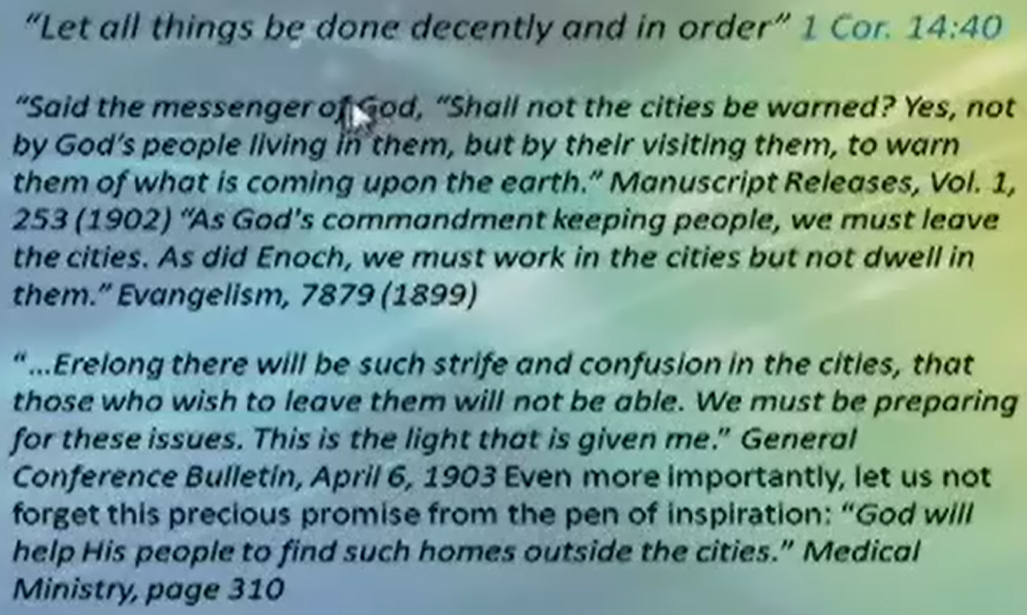 “Let all things be done decently and in order” 1 Cor. 14:40
“Said the messenger of God, “Shall not the cities be warned? Yes, not
by God’s people living in them, but by their visiting them, to warn
them of what is coming upon the earth.” Manuscript Releases, Vol. 1,
253 (1902) “As God's commandment keeping people, we must leave
the cities. As did Enoch, we must work in the cities but not dwell in
them.” Evangelism, 7879 (1899)
“...Erelong there will be such strife and confusion in the cities, that
those who wish to leave them will not be able. We must be preparing
for these issues. This is the light that is given me.” General
Conference Bulletin, April 6, 1903 Even more importantly, let us not
forget this precious promise from the pen of inspiration: “God will
help His people to find such homes outside the cities.” Medical
Ministry, page 310